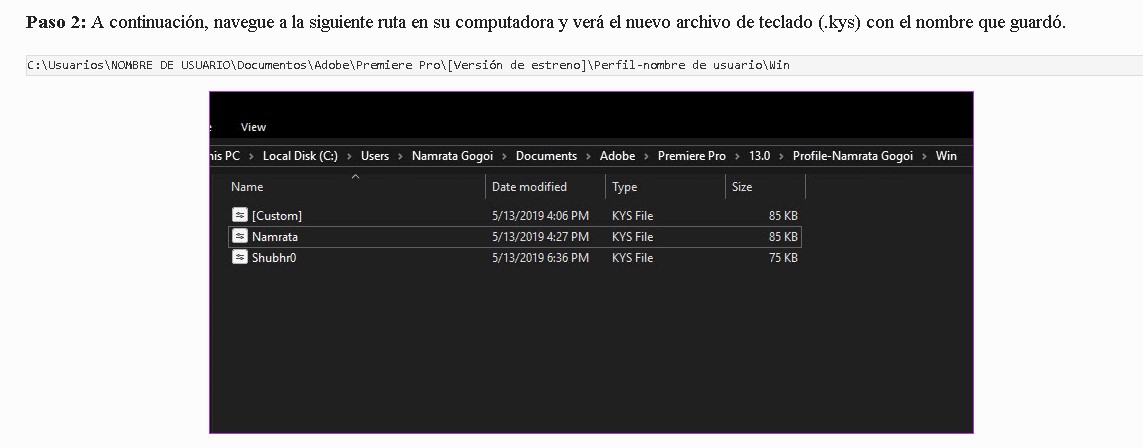 Paso 2: A continuación, navegue a la siguiente ruta en su computadora y verá el nuevo archivo de teclado (.kys) con el nombre que guardó.
C:\Usuarios\NOMBRE DE USUARIO\Documentos\Adobe\Premiere Pro\[Versión de estreno]\Perfil-nombre de usuario\Win
View
his PC > Local Disk (C:) > Users > Namrata Gogoi > Documents > Adobe > Premiere Pro > 13.0 > Profile-Namrata Gogoi > Win
Name Date modified Type Size
[Custom] 5/13/2019 4:06 PM KYS File 85 KB
Namrata 5/13/2019 4:27 PM KYS File 85 KB
Shubhr0 5/13/2019 6:36 PM KYS File 75 KB